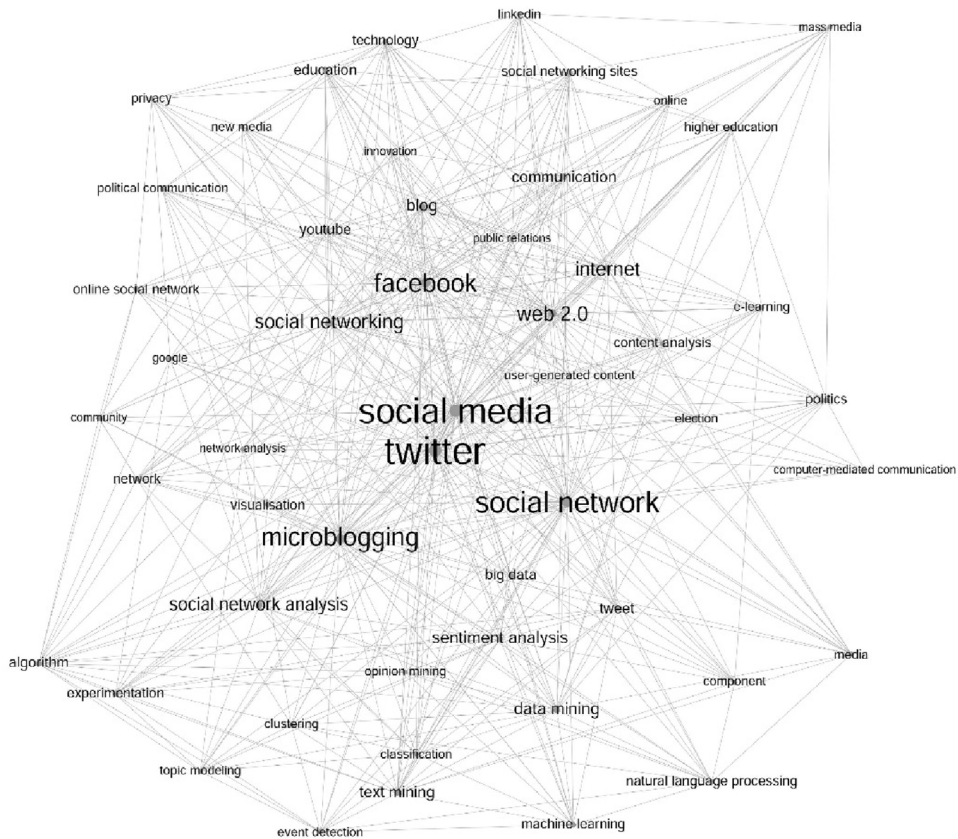 linkedin
mass media
technology
education
social networking sites
privacy
online
new media
higher education
innovation
communication
political communication
blog
youtube
public relations
internet
facebook
online social network
e-learning
web 2.0
social networking
content analysis
google
user-generated content
politics
social media
community
election
network analysis
twitter
computer-mediated communication
network
visualisation
social network
microblogging
big data
social network analysis
tweet
sentiment analysis
media
algorithm
opinion mining
component
experimentation
data mining
clustering
classification
topic modeling
natural language processing
text mining
machine learning
event detection